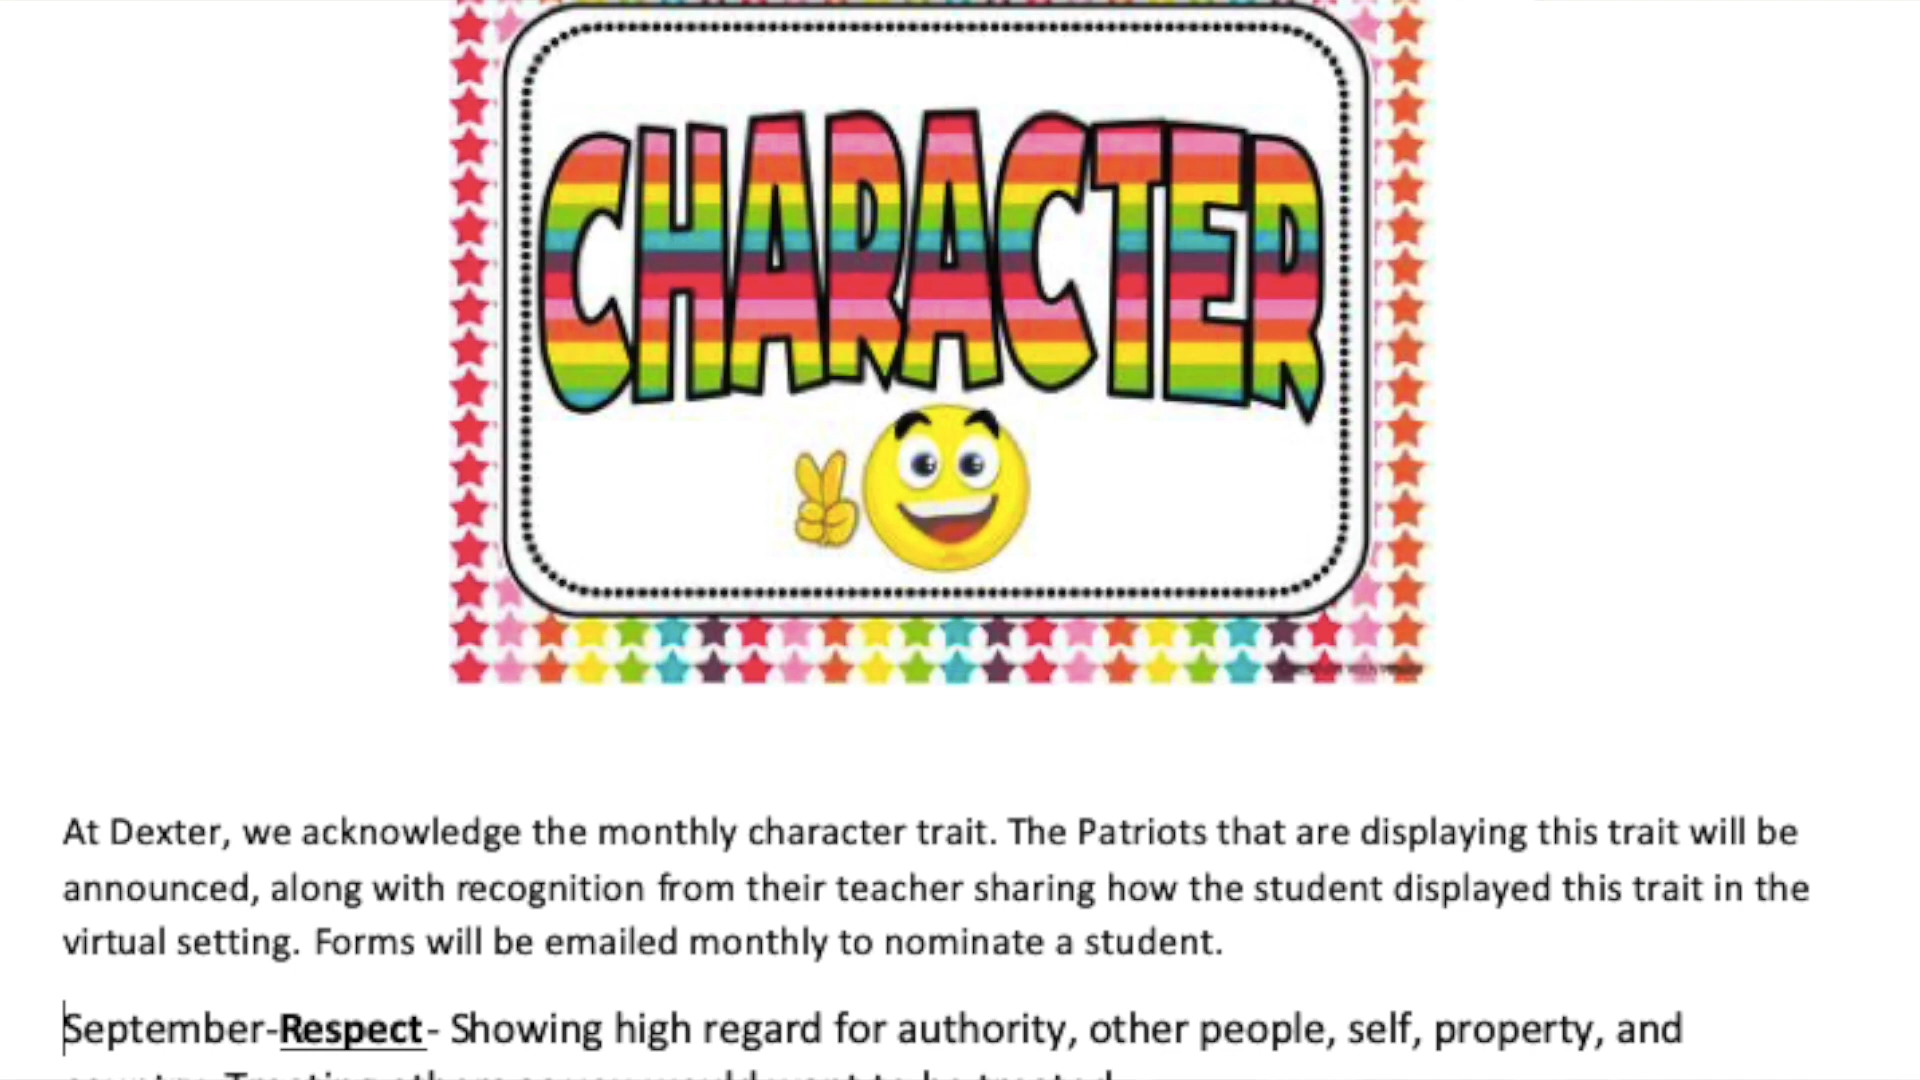 CHARACTER
At Dexter, we acknowledge the monthly character trait. The Patriots that are displaying this trait will be
announced, along with recognition from their teacher sharing how the student displayed this trait in the
virtual setting. Forms will be emailed monthly to nominate a student.
September-Respect- Showing high regard for authority, other people, self, property, and